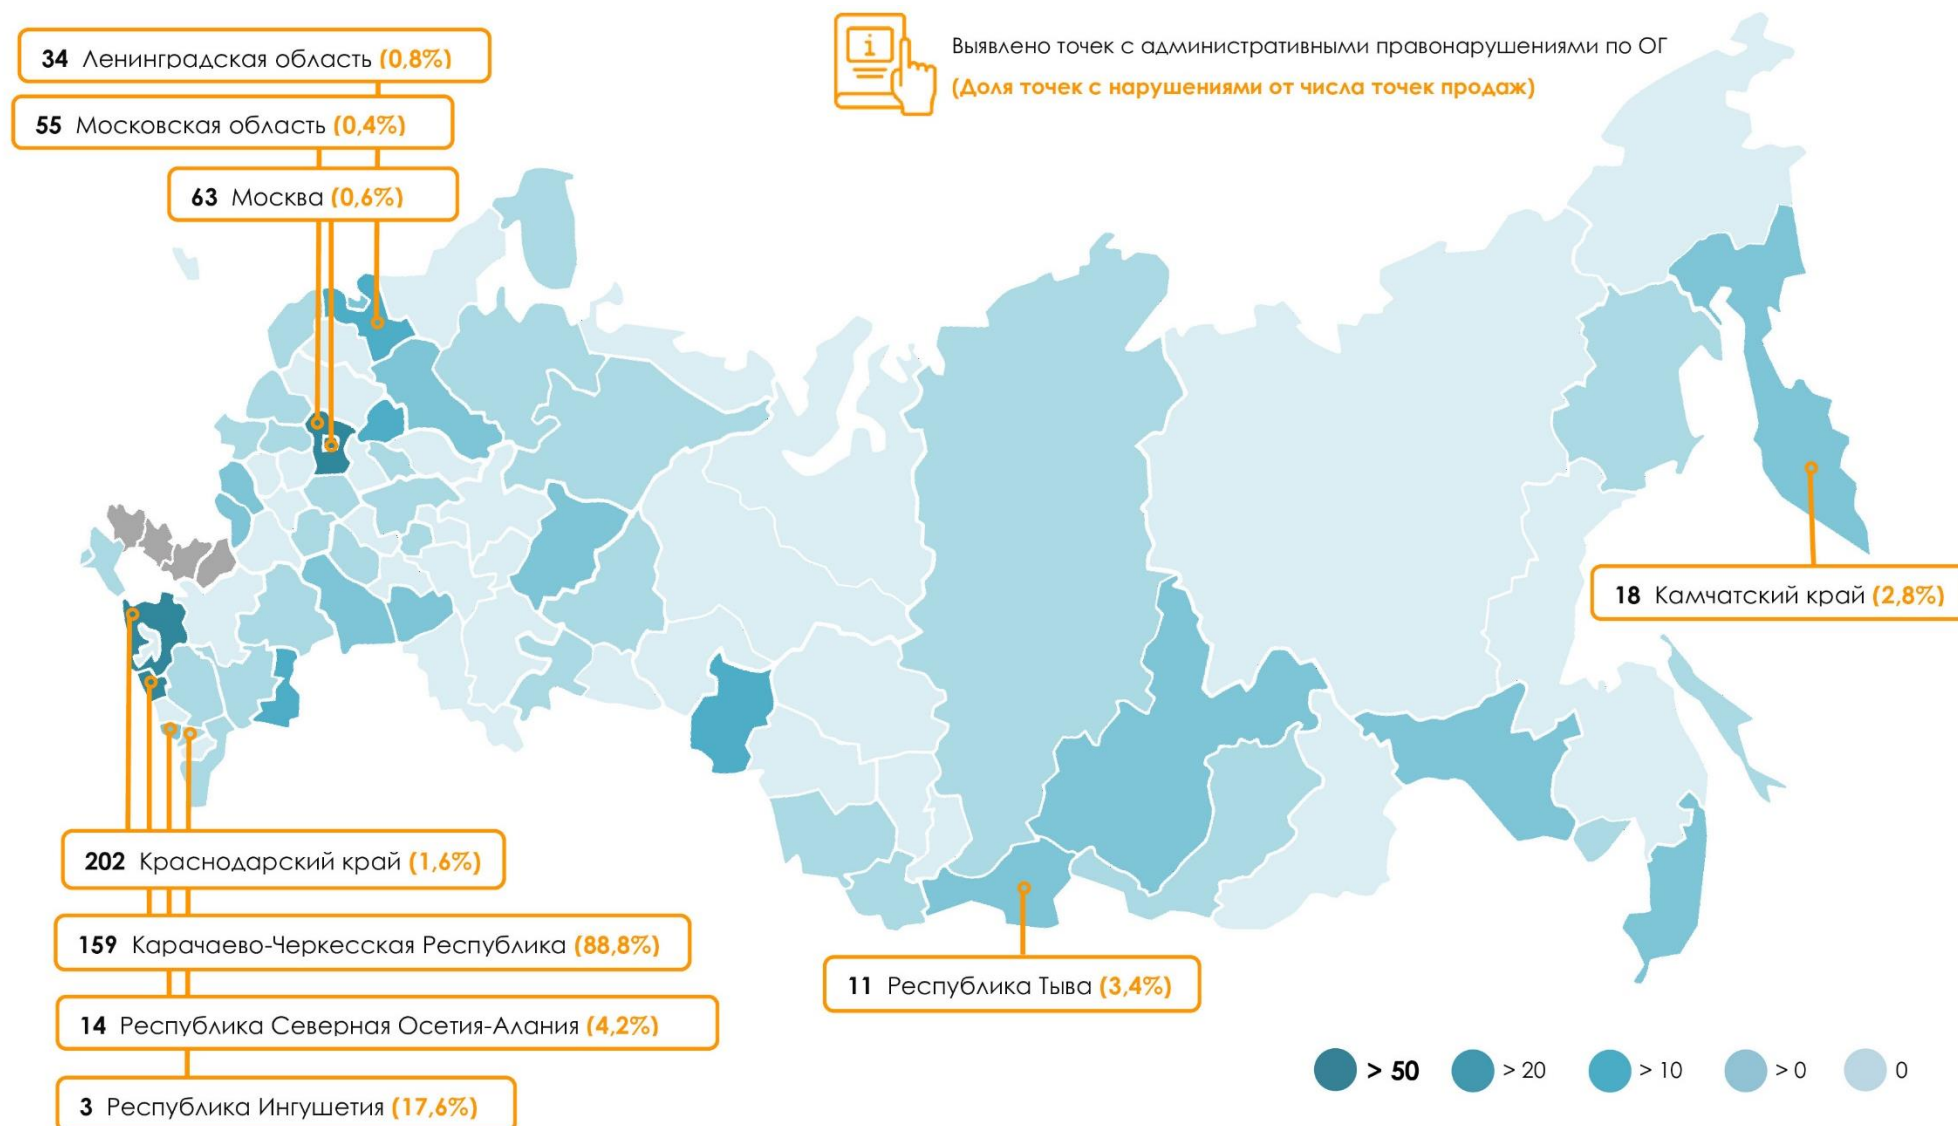 34 Ленинградская область (0,8%)
55 Московская область (0,4%)
63 Москва (0,6%)
i
Выявлено точек с административными правонарушениями по ОГ
(Доля точек с нарушениями от числа точек продаж)
18 Камчатский край (2,8%)
202 Краснодарский край (1,6%)
159 Карачаево-Черкесская Республика (88,8%)
14 Республика Северная Осетия-Алания (4,2%)
3 Республика Ингушетия (17,6%)
11 Республика Тыва (3,4%)
> 50 > 20 > 10 > 0 0